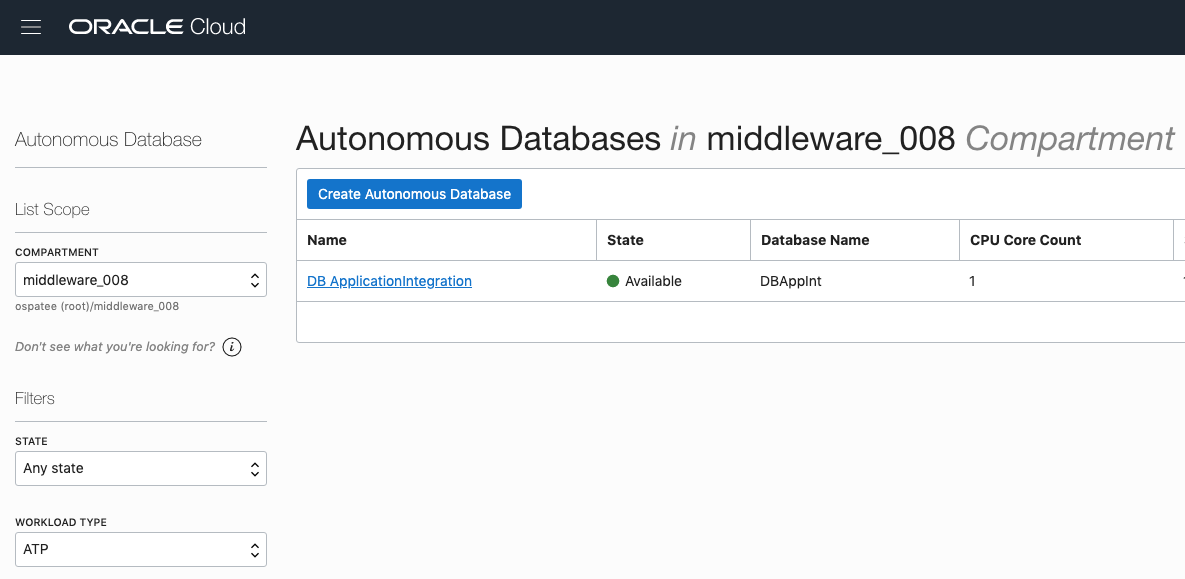 ORACLE Cloud
Autonomous Database
List Scope
COMPARTMENT
middleware_008
ospatee (root)/middleware_008
Don't see what you're looking for? i
Filters
STATE
Any state
WORKLOAD TYPE
ATP
Autonomous Databases in middleware_008 Compartment
Create Autonomous Database
Name State Database Name CPU Core Count
DB ApplicationIntegration Available DBAppInt 1